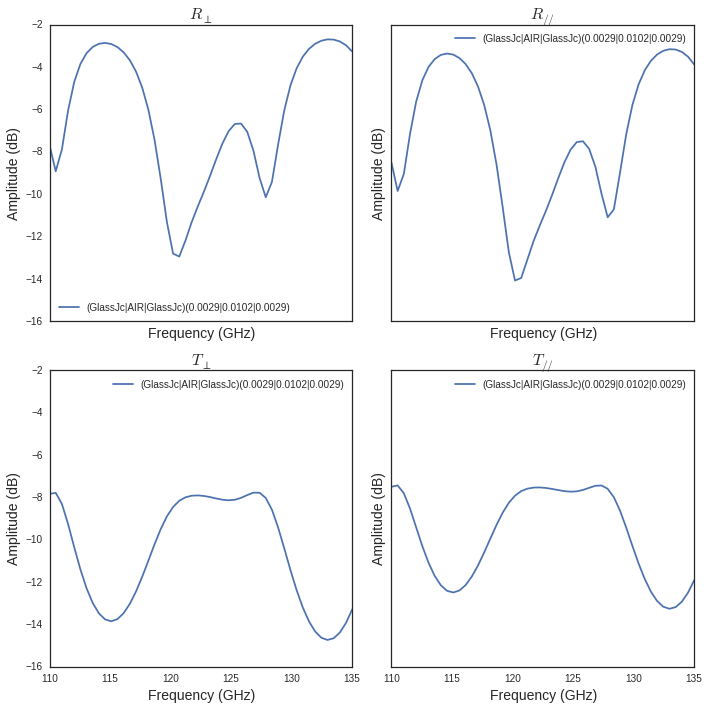 R⊥
R//
−2
−4
−6
−8
−10
−12
−14
−16
Amplitude (dB)
(GlassJc|AIR|GlassJc)(0.0029|0.0102|0.0029)
Frequency (GHz)
Amplitude (dB)
(GlassJc|AIR|GlassJc)(0.0029|0.0102|0.0029)
Frequency (GHz)
T⊥
T//
−2
−4
−6
−8
−10
−12
−14
−16
Amplitude (dB)
(GlassJc|AIR|GlassJc)(0.0029|0.0102|0.0029)
110 115 120 125 130 135
Frequency (GHz)
Amplitude (dB)
(GlassJc|AIR|GlassJc)(0.0029|0.0102|0.0029)
110 115 120 125 130 135
Frequency (GHz)